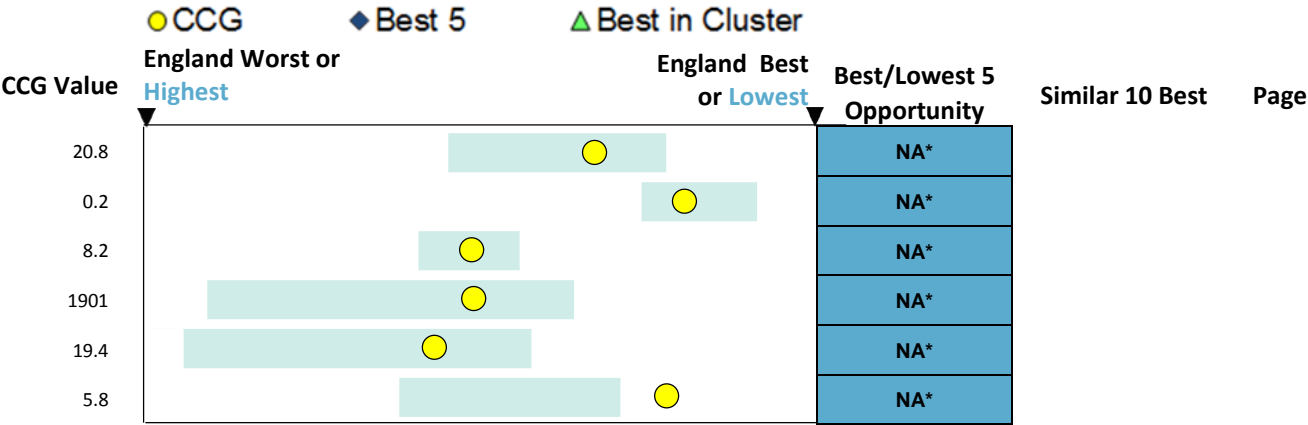 CCG Best 5 Best in Cluster
CCG Value
England Worst or
Highest
England Best
or Lowest
Best/Lowest 5
Opportunity
Similar 10 Best
Page
20.8 NA*
0.2 NA*
8.2 NA*
1901 NA*
19.4 NA*
5.8 NA*